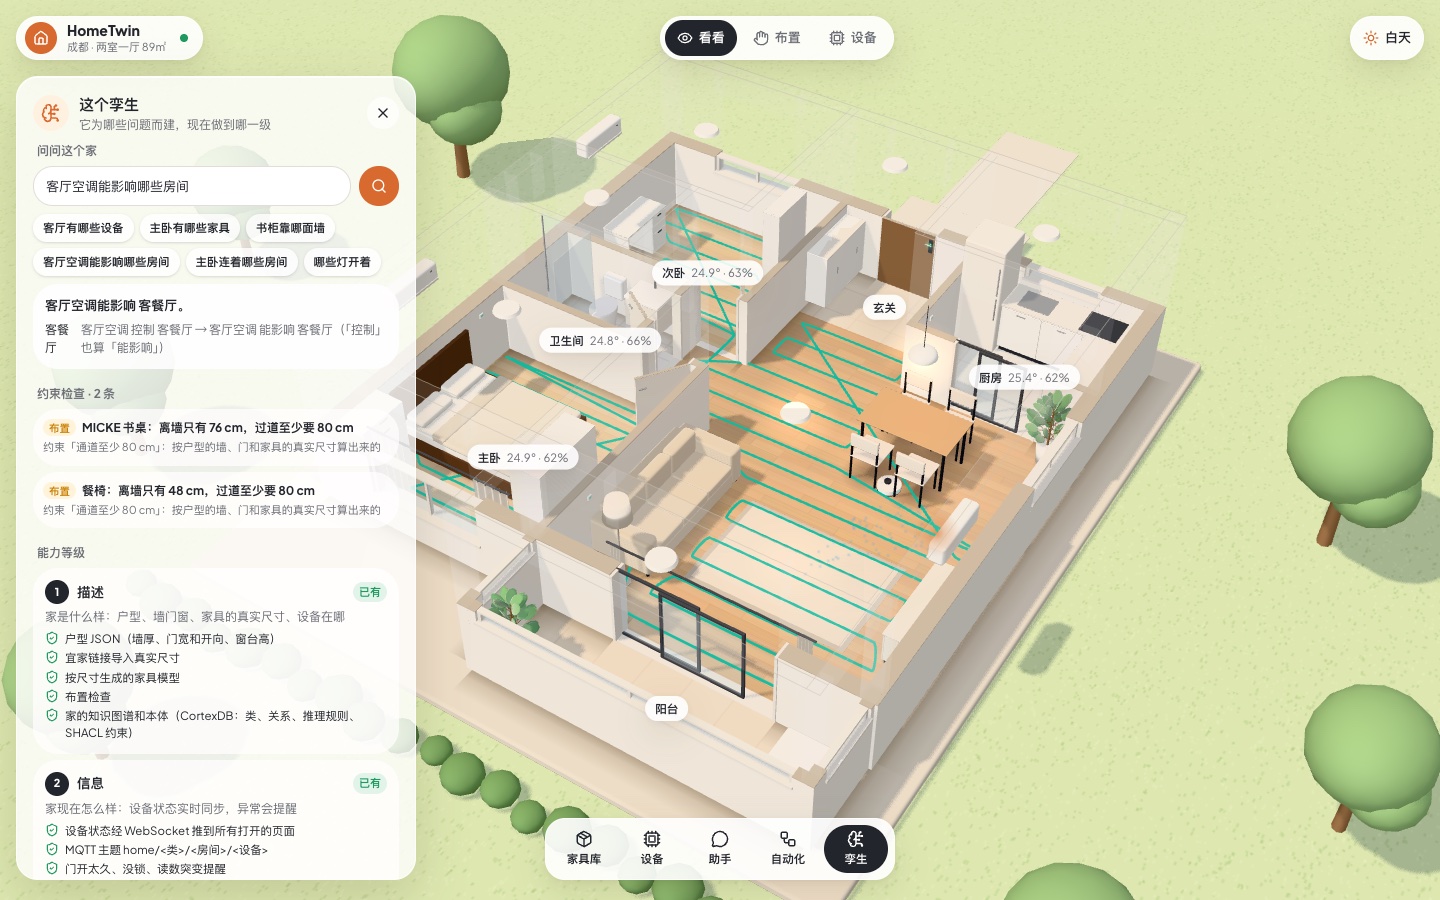 HomeTwin
成都 · 两室一厅 89㎡
看看
布置
设备
白天
这个孪生
它为哪些问题而建，现在做到哪一级
问问这个家
客厅空调能影响哪些房间
客厅有哪些设备
主卧有哪些家具
书柜靠哪面墙
客厅空调能影响哪些房间
主卧连着哪些房间
哪些灯开着
客厅空调能影响 客餐厅。
客餐厅
客厅空调 控制 客餐厅 → 客厅空调 能影响 客餐厅（「控制」
也算「能影响」）
约束检查 · 2 条
布置 MICKE 书桌：离墙只有 76 cm，过道至少要 80 cm
约束「通道至少 80 cm」：按户型的墙、门和家具的真实尺寸算出来的
布置 餐椅：离墙只有 48 cm，过道至少要 80 cm
约束「通道至少 80 cm」：按户型的墙、门和家具的真实尺寸算出来的
能力等级
1 描述 已有
家是什么样：户型、墙门窗、家具的真实尺寸、设备在哪
户型 JSON（墙厚、门宽和开向、窗台高）
宜家链接导入真实尺寸
按尺寸生成的家具模型
布置检查
家的知识图谱和本体（CortexDB：类、关系、推理规则、
SHACL 约束）
2 信息 已有
家现在怎么样：设备状态实时同步，异常会提醒
设备状态经 WebSocket 推到所有打开的页面
MQTT 主题 home/<类>/<房间>/<设备>
门开太久、没锁、读数突变提醒
次卧 24.9° · 63%
玄关
卫生间 24.8° · 66%
厨房 25.4° · 62%
主卧 24.9° · 62%
阳台
家具库
设备
助手
自动化
孪生